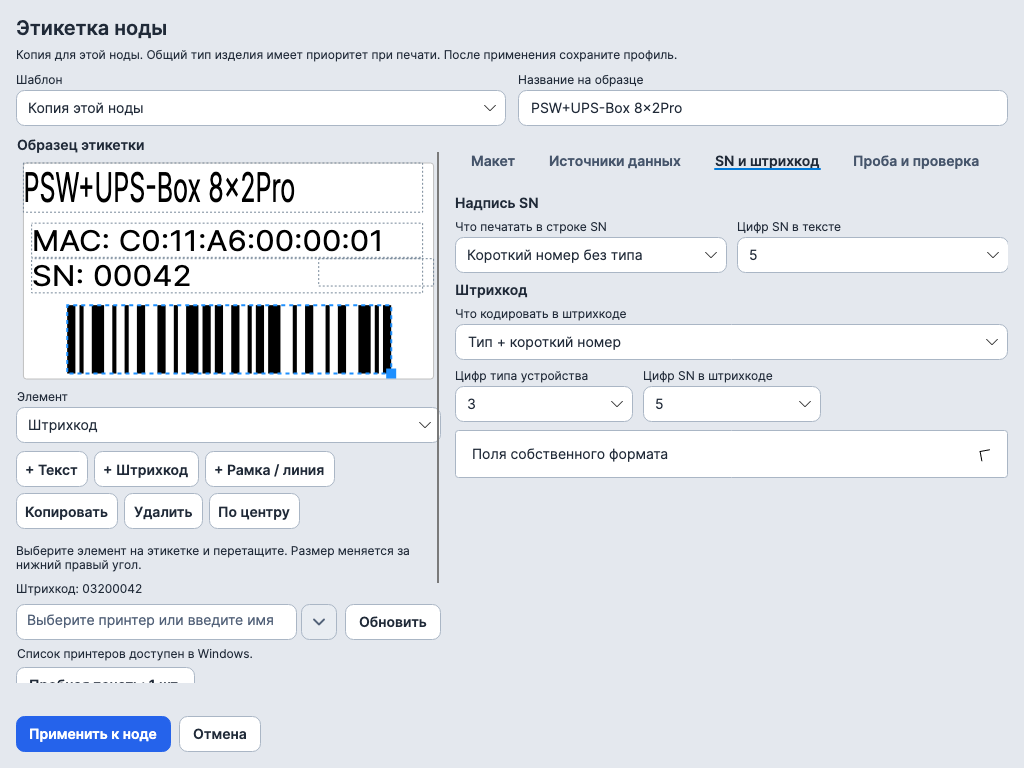 Этикетка ноды
Копия для этой ноды. Общий тип изделия имеет приоритет при печати. После применения сохраните профиль.
Шаблон
Название на образце
Копия этой ноды
PSW+UPS-Box 8×2Pro
Образец этикетки
PSW+UPS-Box 8×2Pro
MAC: C0:11:A6:00:00:01
SN: 00042
Элемент
Штрихкод
+ Текст
+ Штрихкод
+ Рамка / линия
Копировать
Удалить
По центру
Выберите элемент на этикетке и перетащите. Размер меняется за
нижний правый угол.
Штрихкод: 03200042
Выберите принтер или введите имя
Обновить
Список принтеров доступен в Windows.
Пробная печать: 1 шт.
Макет
Источники данных
SN и штрихкод
Проба и проверка
Надпись SN
Что печатать в строке SN
Цифр SN в тексте
Короткий номер без типа
5
Штрихкод
Что кодировать в штрихкоде
Тип + короткий номер
Цифр типа устройства
Цифр SN в штрихкоде
3
5
Поля собственного формата
Применить к ноде
Отмена